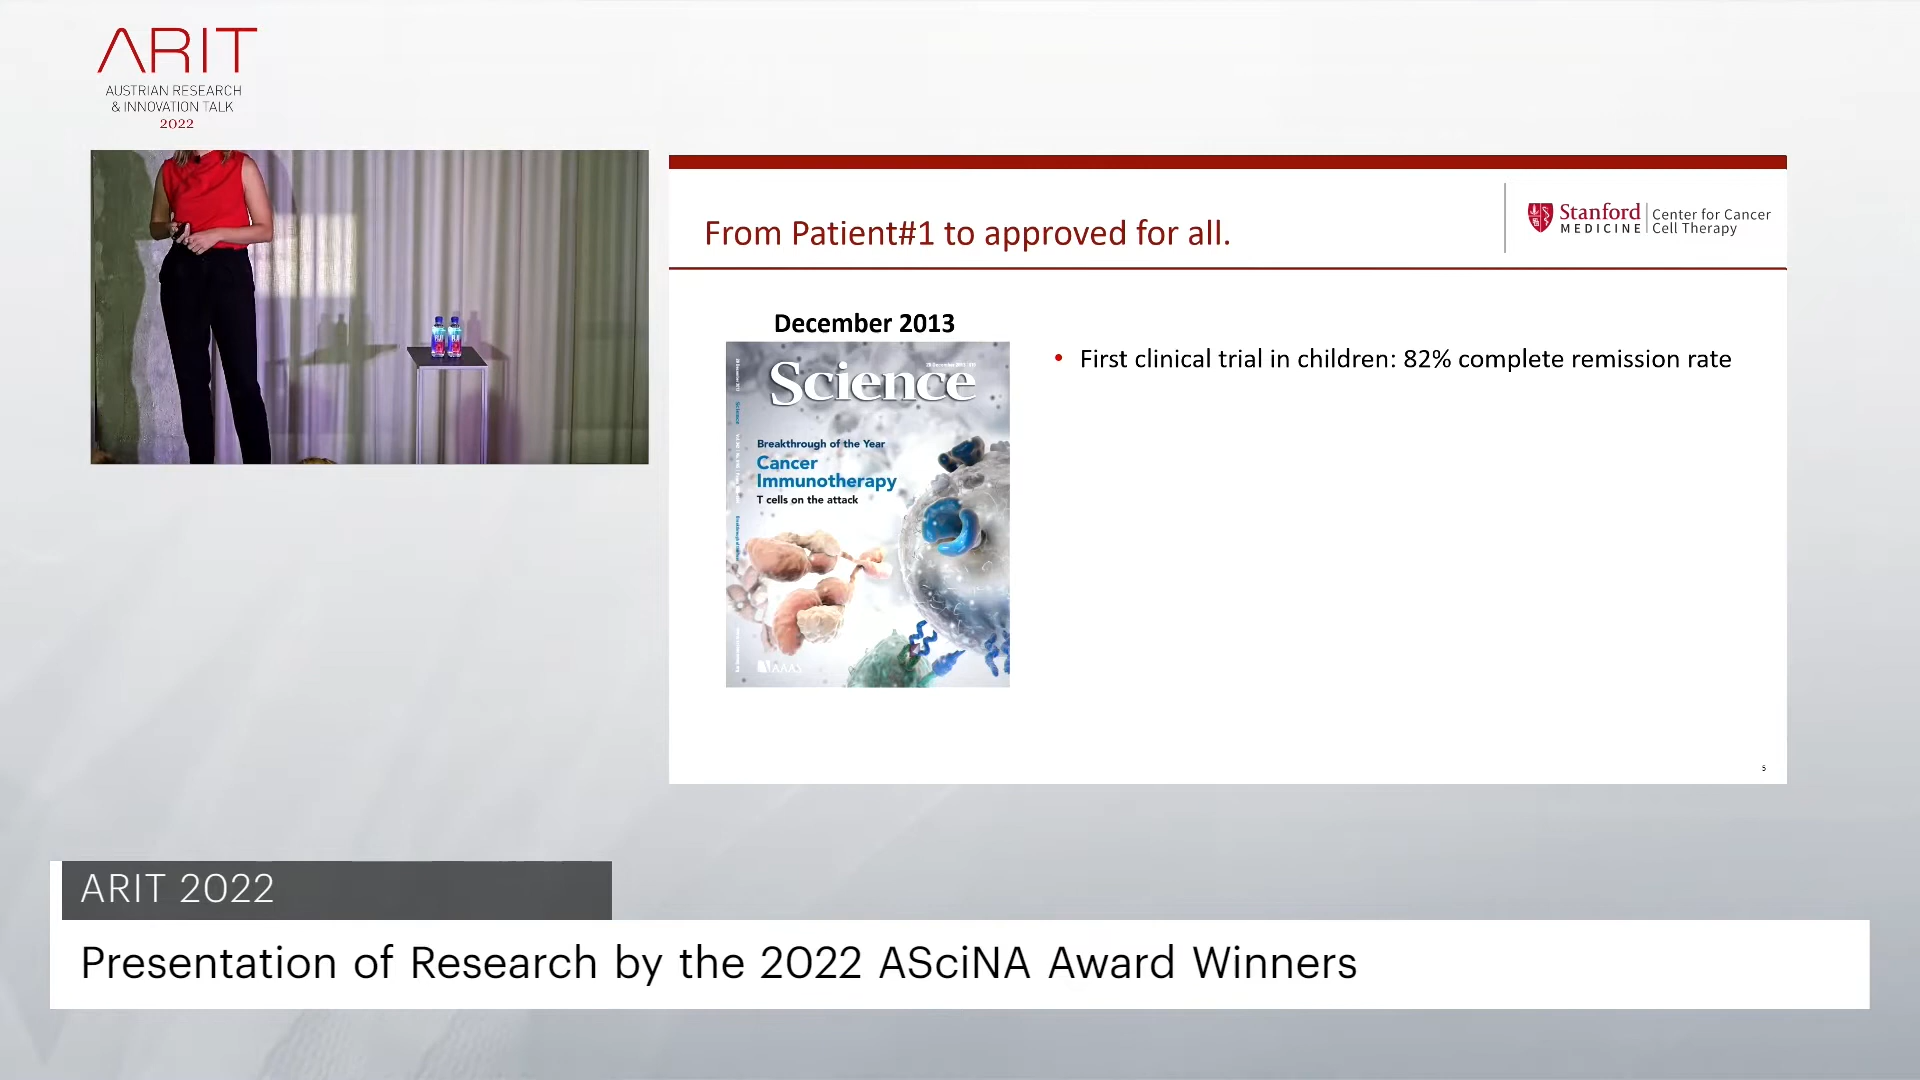 ARIT
AUSTRIAN RESEARCH
& INNOVATION TALK
2022
From Patient#1 to approved for all.
Stanford
MEDICINE
Center for Cancer
Cell Therapy
December 2013
Science
Breakthrough of the Year
Cancer
Immunotherapy
T cells on the attack
AAAS
• First clinical trial in children: 82% complete remission rate
5
ARIT 2022
Presentation of Research by the 2022 ASciNA Award Winners